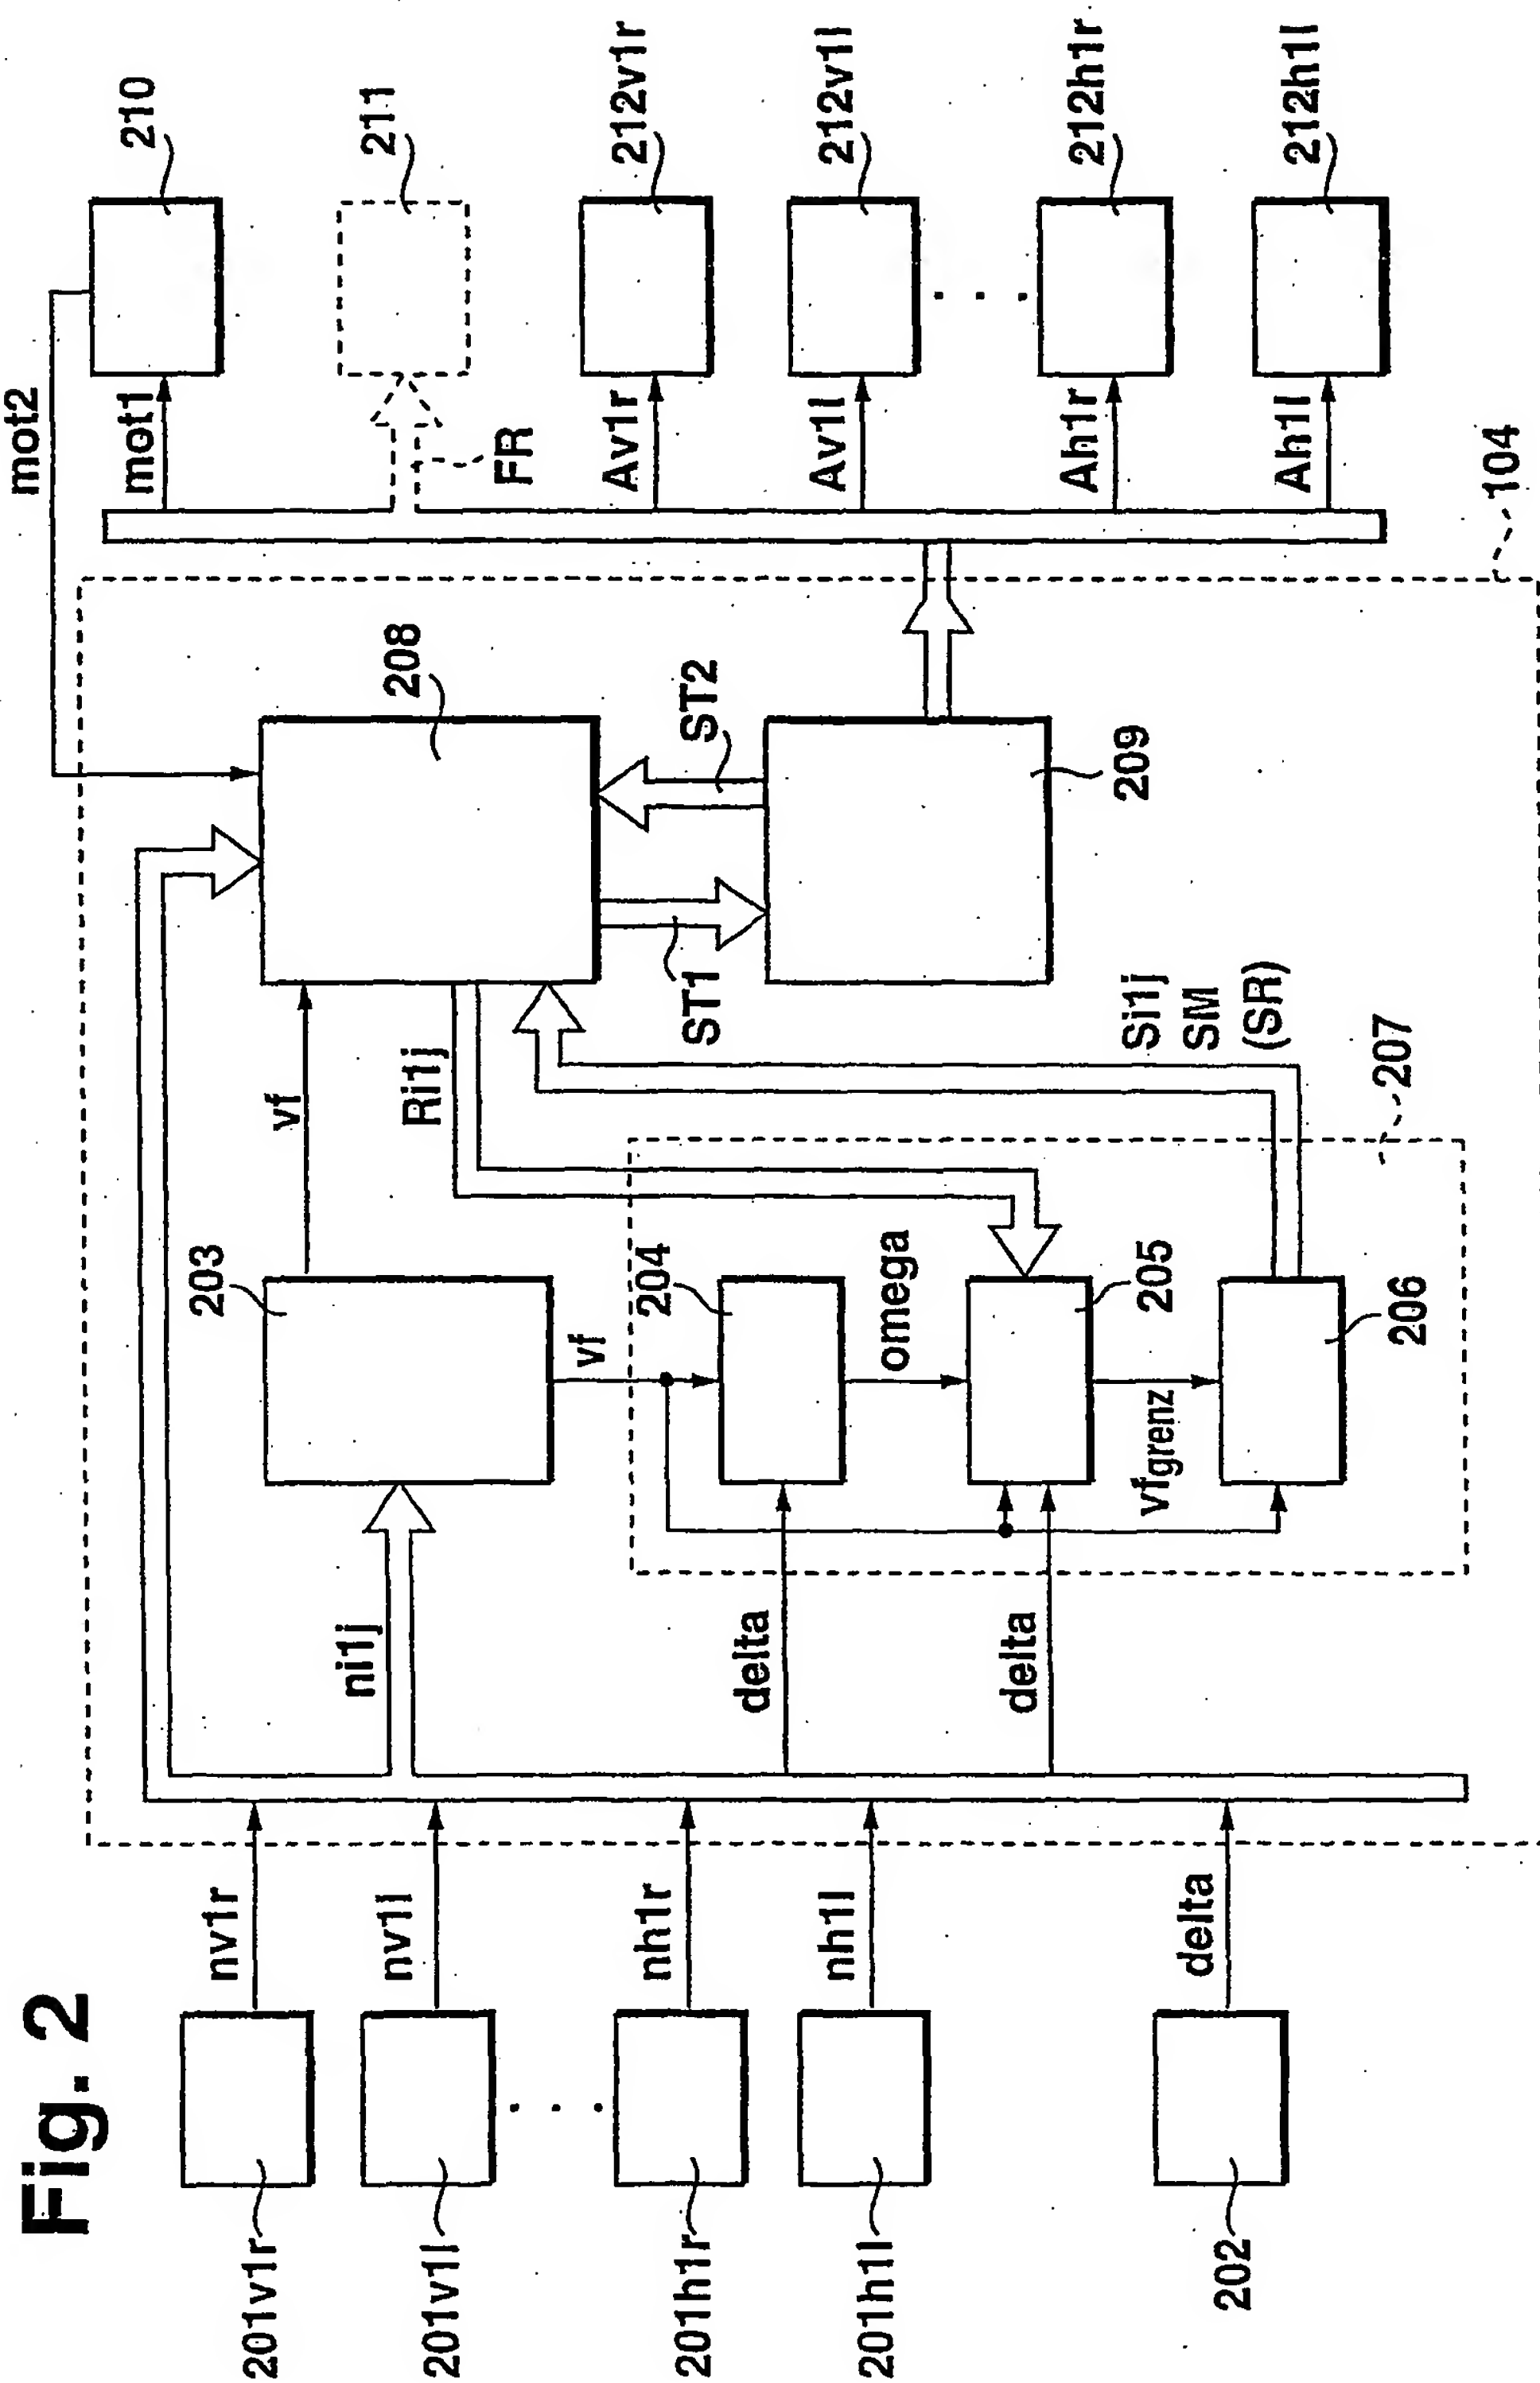 Fig. 2
201v1r
nv1r
201v1l
nv1l
201h1r
nh1r
201h1l
nh1l
202
delta
ni1j
delta
delta
203
vf
vf
204
omega
205
vfgrenz
206
207
Ri1j
Si1j
SM
(SR)
208
ST1
ST2
209
104
mot2
mot1
210
FR
211
Av1r
212v1r
Av1l
212v1l
Ah1r
212h1r
Ah1l
212h1l